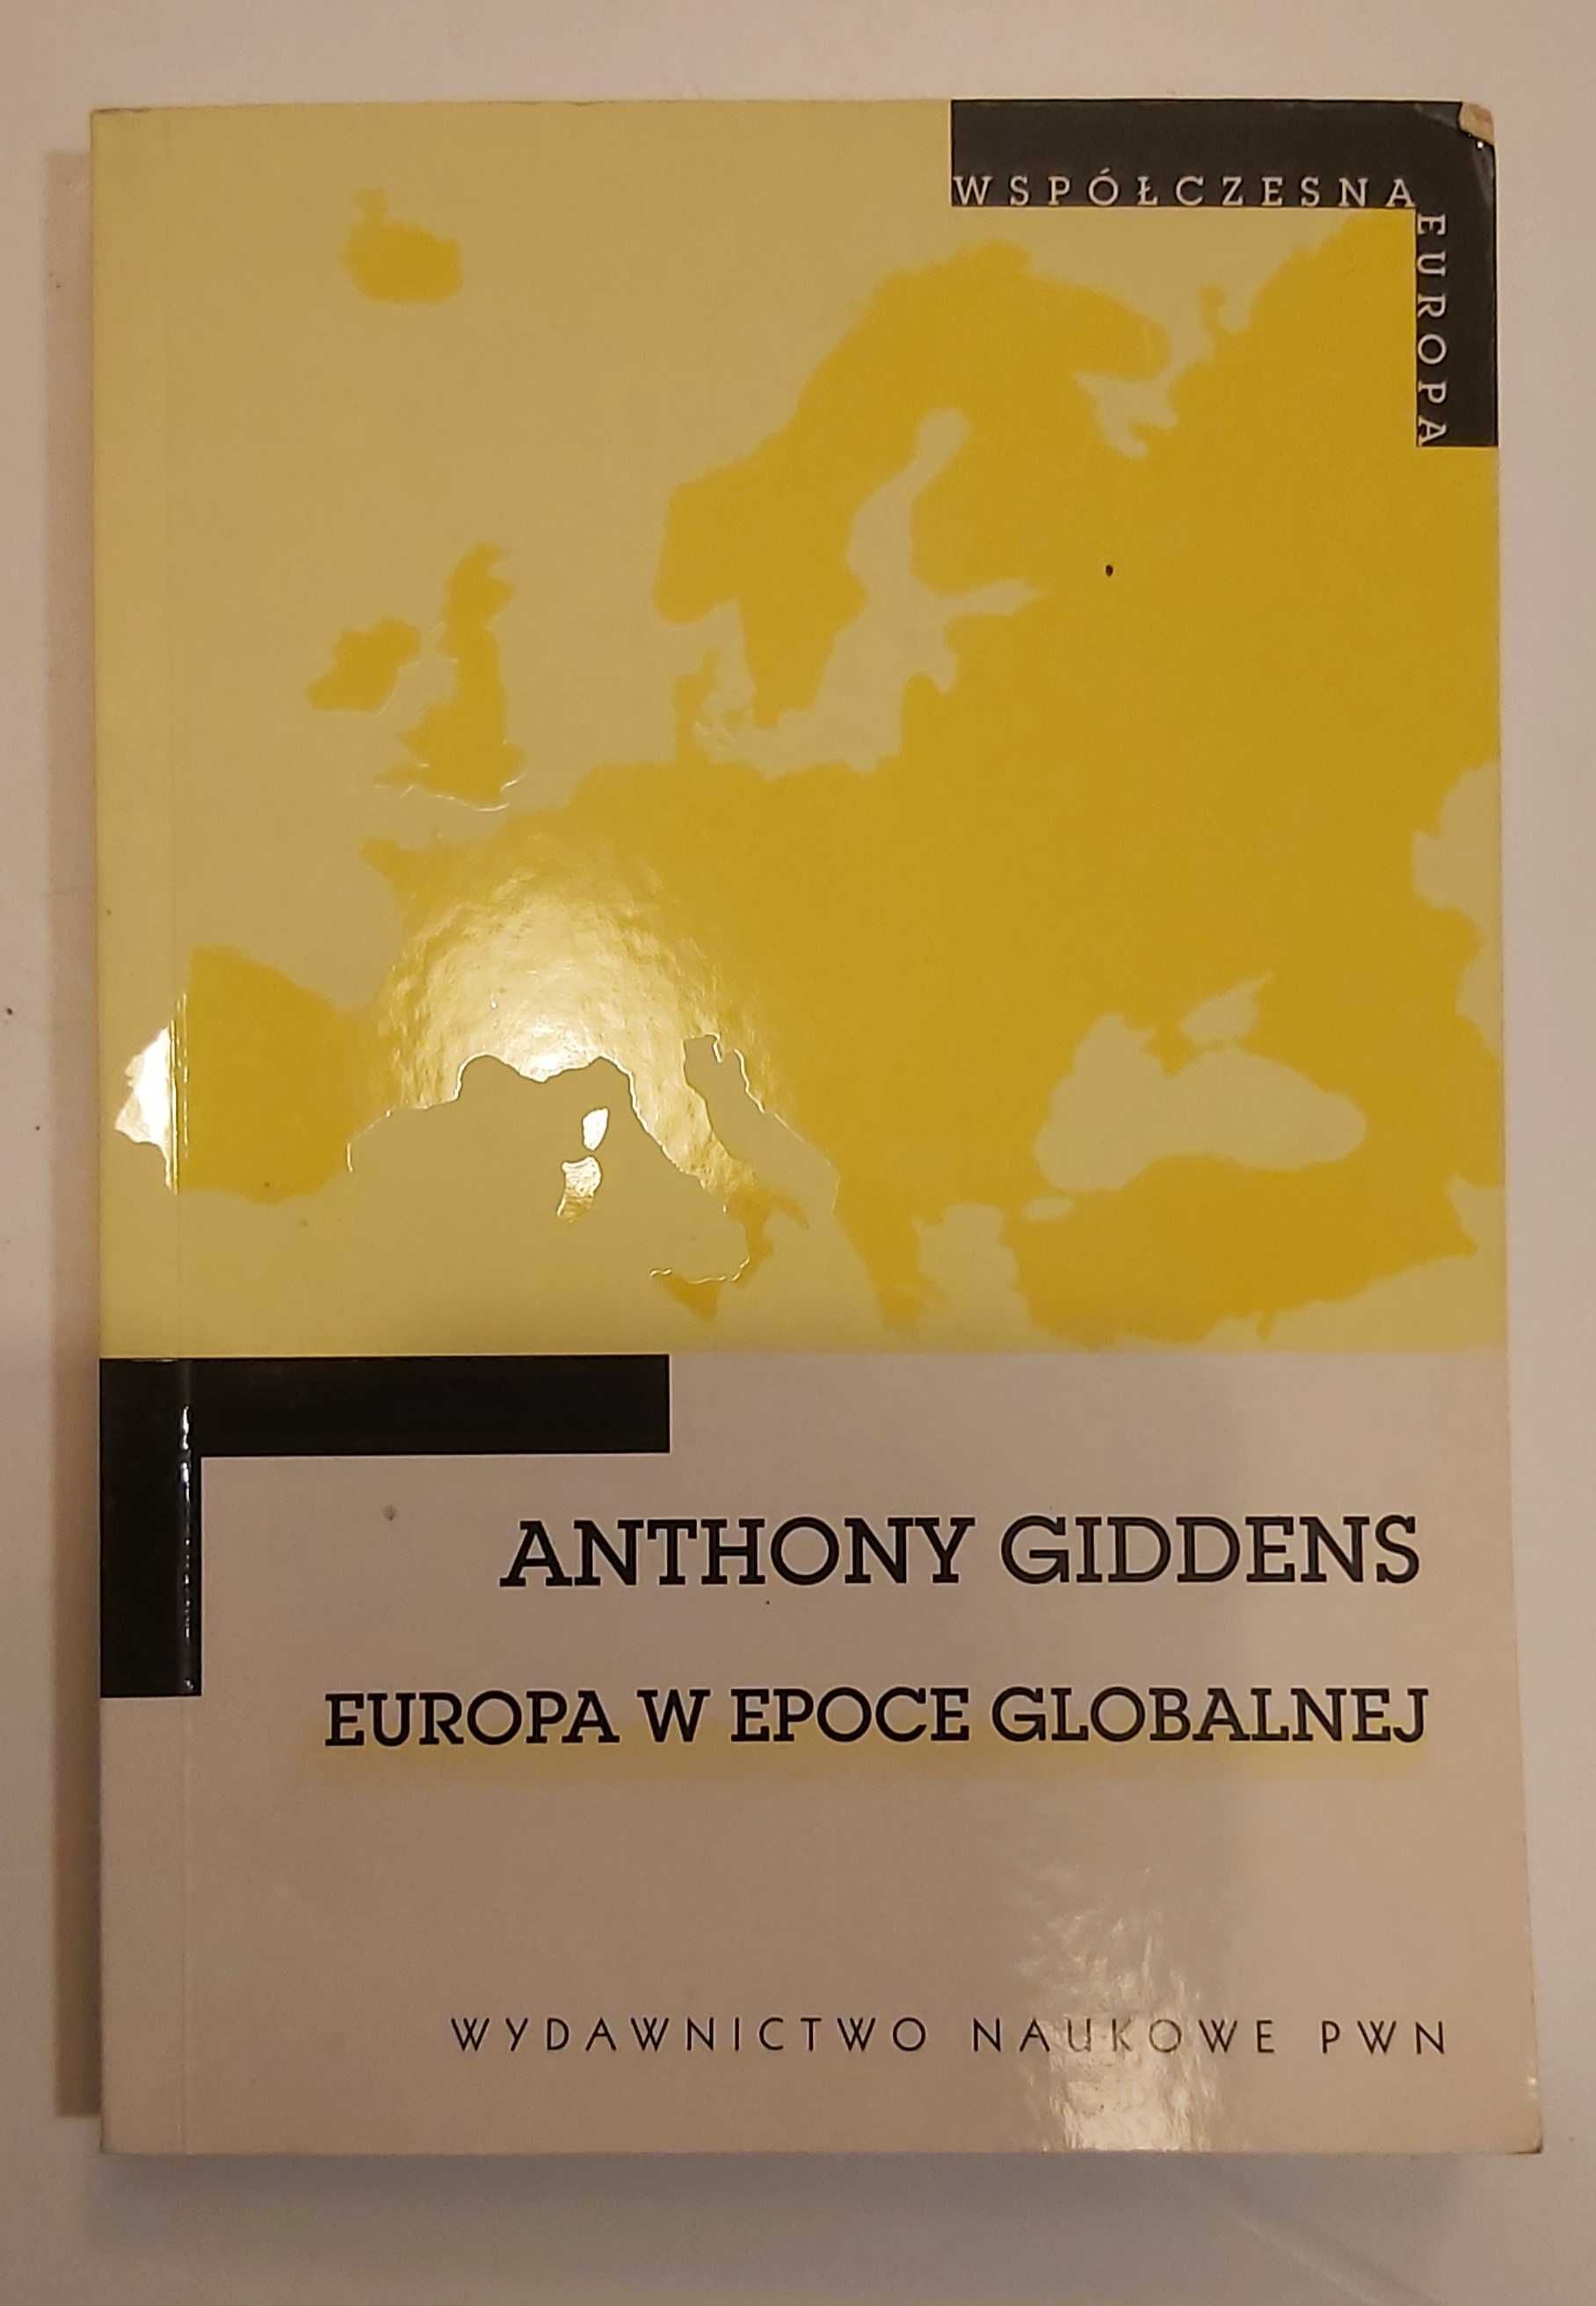 WSPÓŁCZESNA
EUROPA
ANTHONY GIDDENS
EUROPA W EPOCE GLOBALNEJ
WYDAWNICTWO NAUKOWE PWN